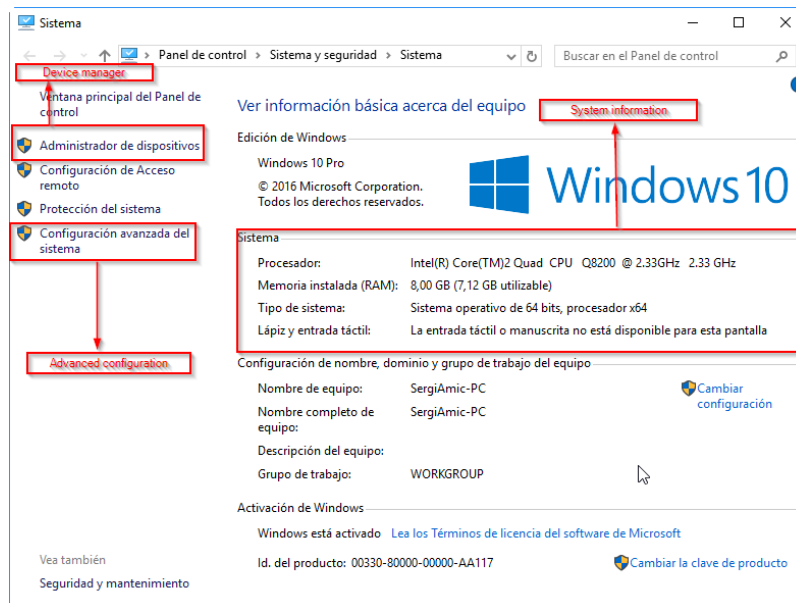 Sistema
Panel de control > Sistema y seguridad > Sistema
Buscar en el Panel de control
Device manager
Ventana principal del Panel de
control
Administrador de dispositivos
Configuración de Acceso
remoto
Protección del sistema
Configuración avanzada del
sistema
Advanced configuration
Vea también
Seguridad y mantenimiento
Ver información básica acerca del equipo
System information
Edición de Windows
Windows 10 Pro
© 2016 Microsoft Corporation.
Todos los derechos reservados.
Windows 10
Sistema
Procesador: Intel(R) Core(TM)2 Quad CPU Q8200 @ 2.33GHz 2.33 GHz
Memoria instalada (RAM): 8,00 GB (7,12 GB utilizable)
Tipo de sistema: Sistema operativo de 64 bits, procesador x64
Lápiz y entrada táctil: La entrada táctil o manuscrita no está disponible para esta pantalla
Configuración de nombre, dominio y grupo de trabajo del equipo
Nombre de equipo: SergiAmic-PC
Cambiar
configuración
Nombre completo de
equipo:
SergiAmic-PC
Descripción del equipo:
Grupo de trabajo: WORKGROUP
Activación de Windows
Windows está activado Lea los Términos de licencia del software de Microsoft
Id. del producto: 00330-80000-00000-AA117
Cambiar la clave de producto